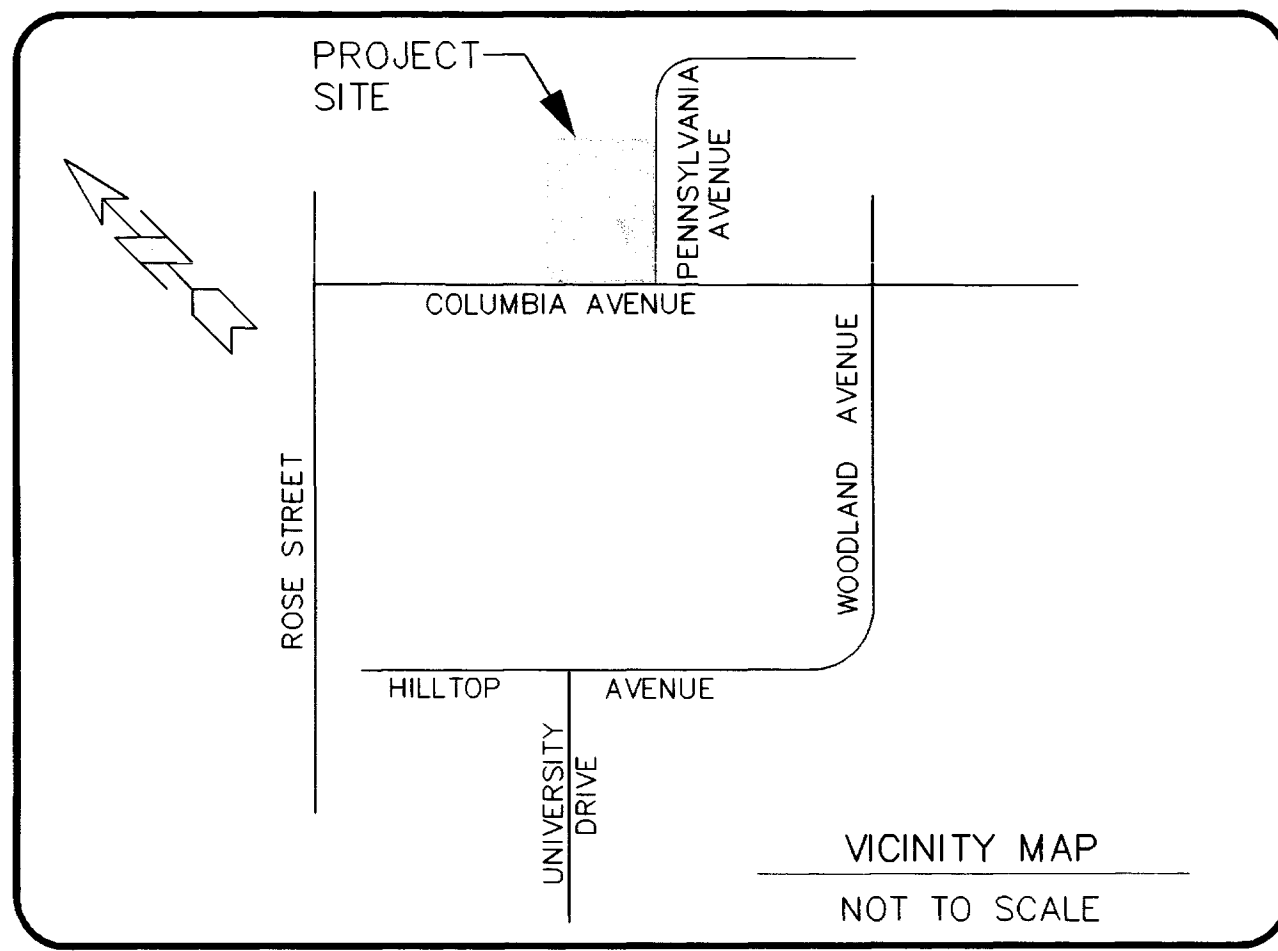 PROJECT
SITE
PENNSYLVANIA
AVENUE
COLUMBIA AVENUE
WOODLAND AVENUE
ROSE STREET
HILLTOP AVENUE
UNIVERSITY
DRIVE
VICINITY MAP
NOT TO SCALE